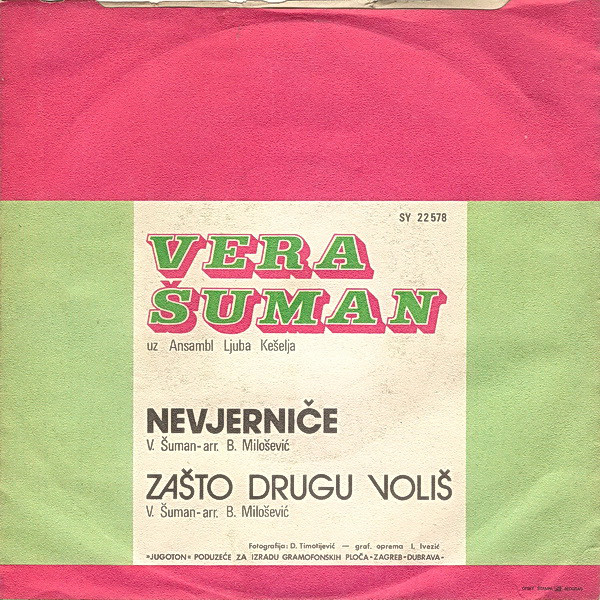 SY 22578
VERA
ŠUMAN
uz Ansambl Ljuba Kešelja
NEVJERNIČE
V. Šuman-arr. B. Milošević
ZAŠTO DRUGU VOLIŠ
V. Šuman-arr. B. Milošević
Fotografija: D. Timotijević — graf. oprema I. Ivezić
»JUGOTON« PODUZEĆE ZA IZRADU GRAMOFONSKIH PLOČA-ZAGREB-DUBRAVA-